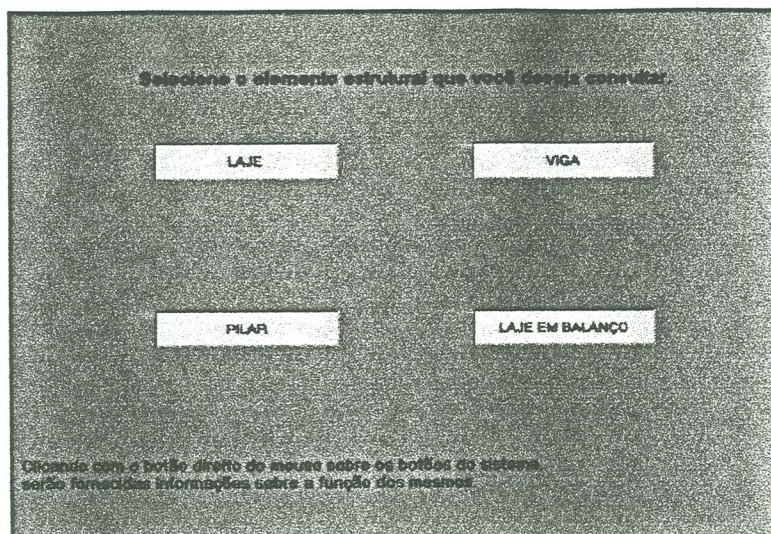 Selecione o elemento estrutural que você deseja consultar.
LAJE
VIGA
PILAR
LAJE EM BALANÇO
Clicando com o botão direito do mouse sobre os botões do sistema,
serão fornecidas informações sobre a função dos mesmos